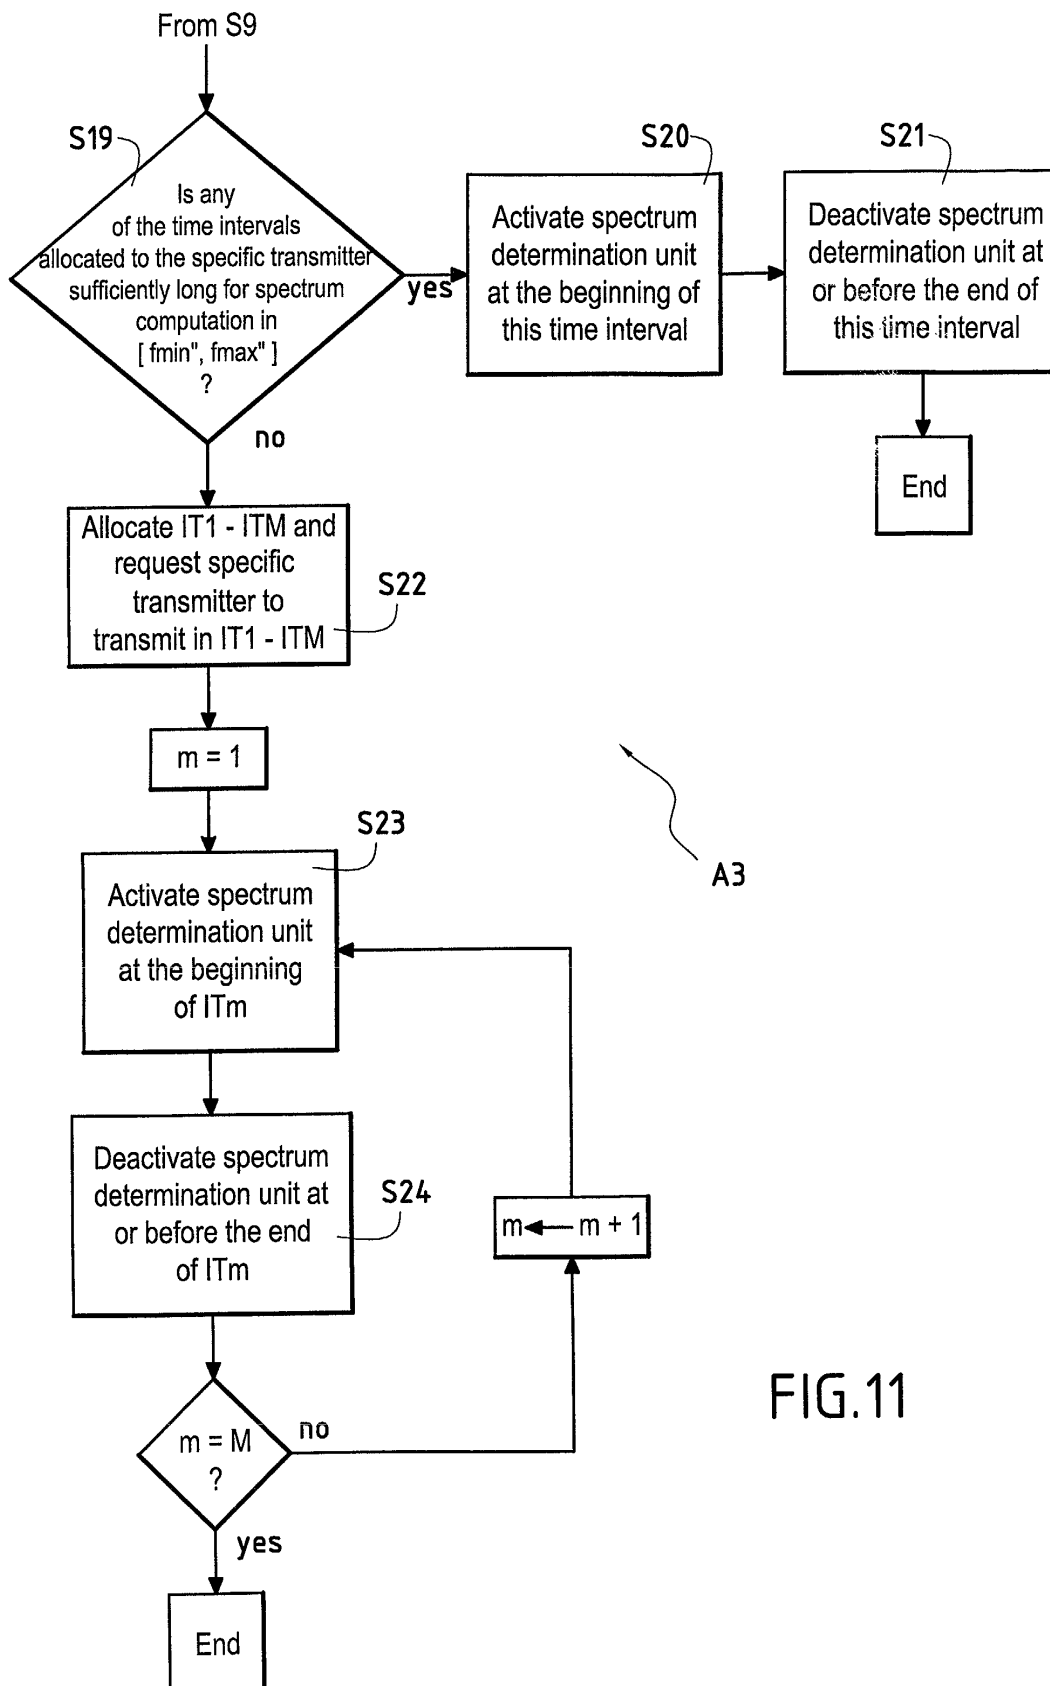 From S9
S19
Is any
of the time intervals
allocated to the specific transmitter
sufficiently long for spectrum
computation in
[ fmin", fmax" ]
?
yes
no
S20
Activate spectrum
determination unit
at the beginning of
this time interval
S21
Deactivate spectrum
determination unit at
or before the end of
this time interval
End
Allocate IT1 - ITM and
request specific
transmitter to
transmit in IT1 - ITM
S22
m = 1
S23
Activate spectrum
determination unit
at the beginning
of ITm
A3
Deactivate spectrum
determination unit at
or before the end
of ITm
S24
m ← m + 1
m = M
?
no
yes
End
FIG.11